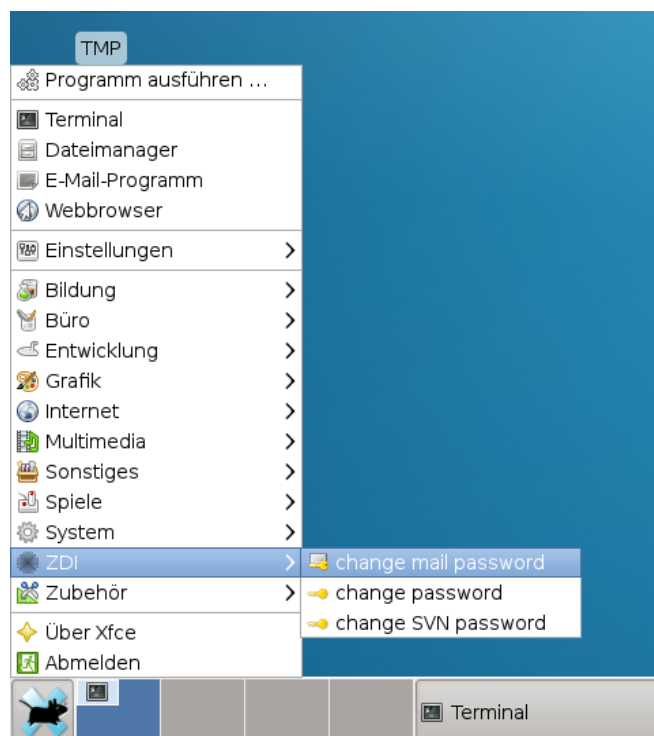 TMP
Programm ausführen ...
Terminal
Dateimanager
E-Mail-Programm
Webbrowser
Einstellungen
Bildung
Büro
Entwicklung
Grafik
Internet
Multimedia
Sonstiges
Spiele
System
ZDI
change mail password
Zubehör
change password
change SVN password
Über Xfce
Abmelden
Terminal